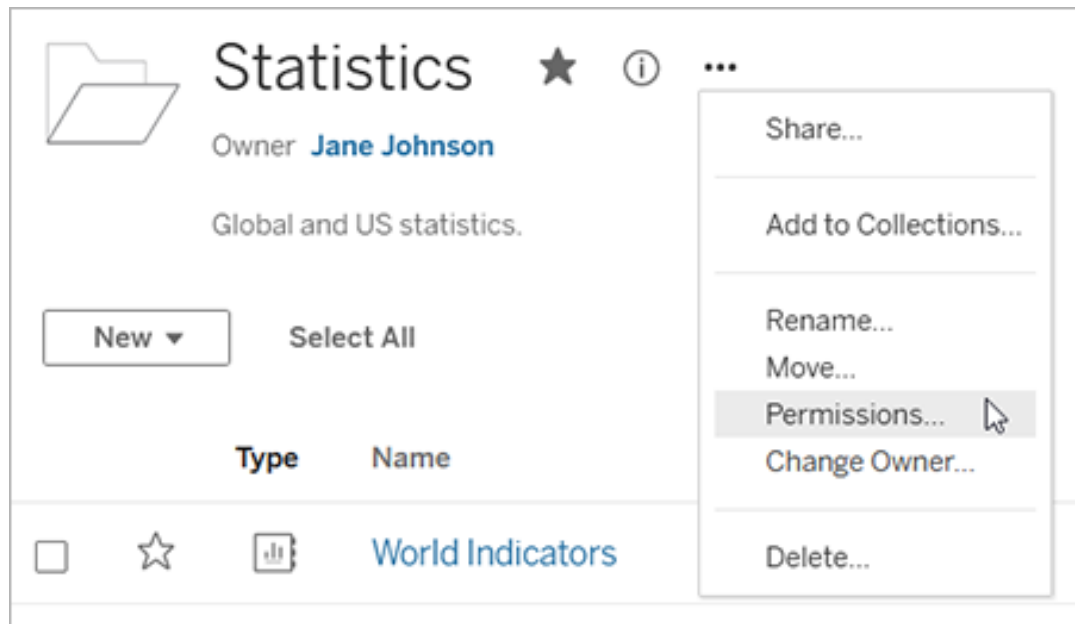 Statistics
Owner Jane Johnson
Global and US statistics.
New
Select All
Type Name
World Indicators
Share...
Add to Collections...
Rename...
Move...
Permissions...
Change Owner...
Delete...